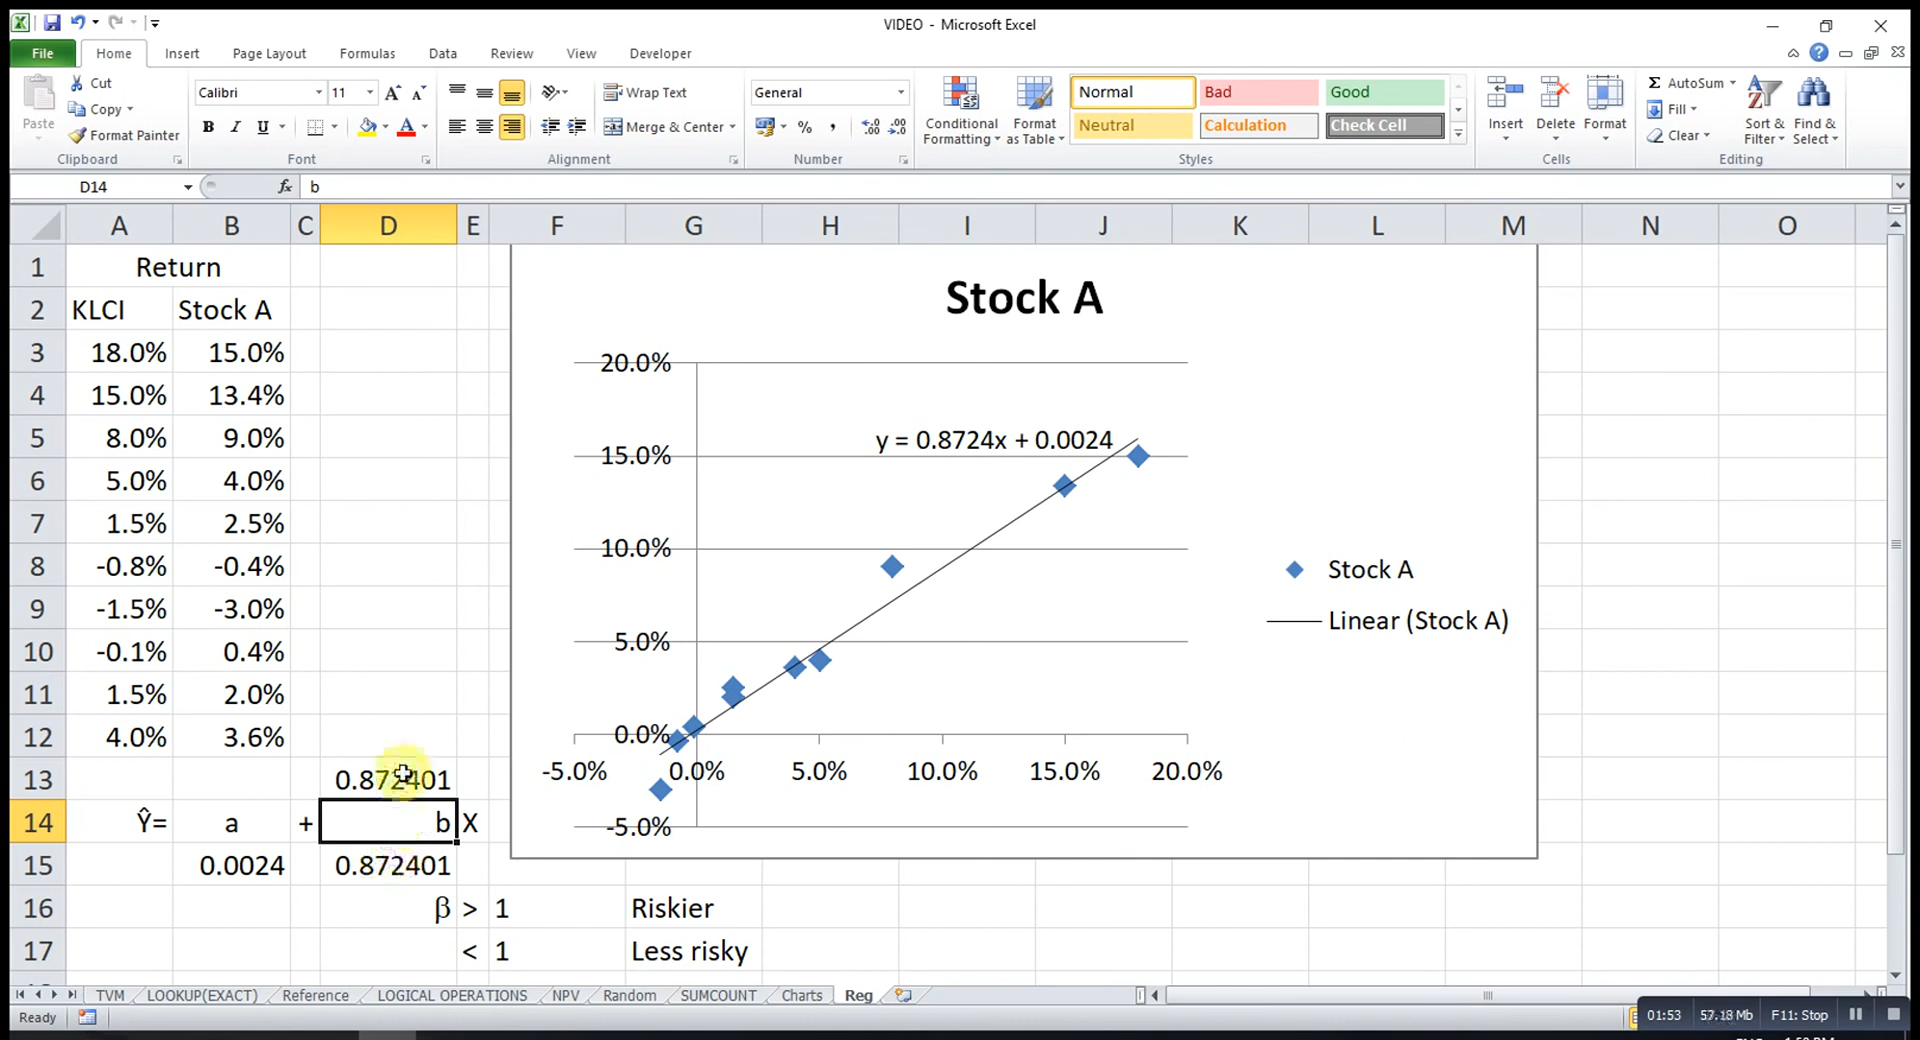 VIDEO - Microsoft Excel
File Home Insert Page Layout Formulas Data Review View Developer
Paste
Cut
Copy
Format Painter
Clipboard
Calibri 11
B I U
Font
Wrap Text
Merge & Center
Alignment
General
% ,
Number
Conditional Formatting
Format as Table
Normal Bad Good
Neutral Calculation Check Cell
Styles
Insert Delete Format
Cells
Σ AutoSum
Fill
Clear
Sort & Filter
Find & Select
Editing
D14 fx b
A B C D E F G H I J K L M N O
1 Return
2 KLCI Stock A
3 18.0% 15.0%
4 15.0% 13.4%
5 8.0% 9.0%
6 5.0% 4.0%
7 1.5% 2.5%
8 -0.8% -0.4%
9 -1.5% -3.0%
10 -0.1% 0.4%
11 1.5% 2.0%
12 4.0% 3.6%
13 0.872401
14 Ŷ= a + b X
15 0.0024 0.872401
16 β > 1 Riskier
17 < 1 Less risky
Stock A
20.0%
15.0%
10.0%
5.0%
0.0%
-5.0%
y = 0.8724x + 0.0024
-5.0% 0.0% 5.0% 10.0% 15.0% 20.0%
Stock A
Linear (Stock A)
TVM LOOKUP(EXACT) Reference LOGICAL OPERATIONS NPV Random SUMCOUNT Charts Reg
Ready
01:53 57.18 Mb F11: Stop